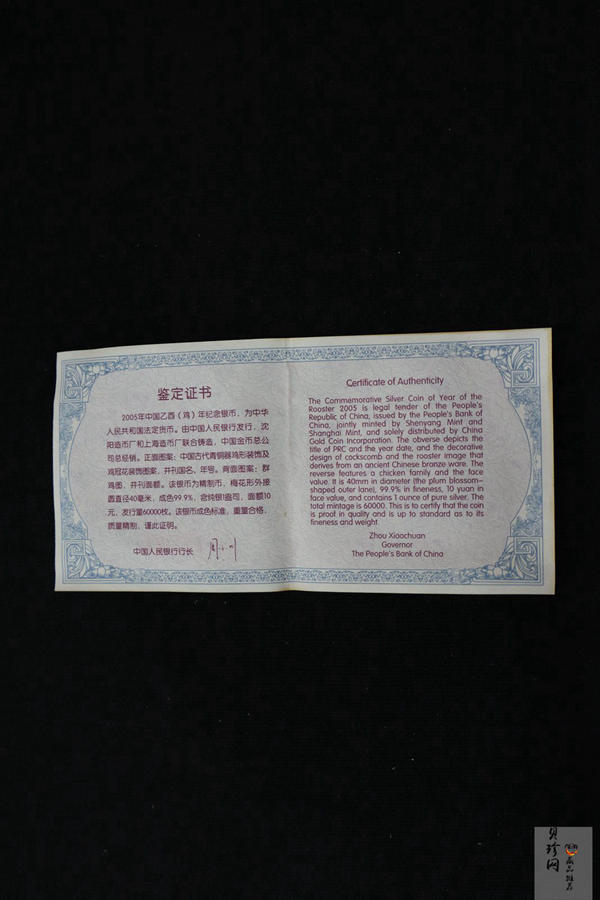 鉴定证书
2005年中国乙酉（鸡）年纪念银币，为中华
人民共和国法定货币。由中国人民银行发行，沈
阳造币厂和上海造币厂联合铸造，中国金币总公
司总经销。正面图案：中国古代青铜器鸡形装饰及
鸡冠花装饰图案，并刊国名、年号。背面图案：群
鸡图，并刊面额。该银币为精制币，梅花形外接
圆直径40毫米，成色99.9%，含纯银1盎司，面额10
元，发行量60000枚。该银币成色标准，重量合格，
质量精制，谨此证明。
中国人民银行行长
Certificate of Authenticity
The Commemorative Silver Coin of Year of the
Rooster 2005 is legal tender of the People's
Republic of China, issued by the People's Bank of
China, jointly minted by Shenyang Mint and
Shanghai Mint, and solely distributed by China
Gold Coin Incorporation. The obverse depicts the
title of PRC and the year date, and the decorative
design of cockscomb and the rooster image that
derives from an ancient Chinese bronze ware. The
reverse features a chicken family and the face
value. It is 40mm in diameter (the plum blossom-
shaped outer lane), 99.9% in fineness, 10 yuan in
face value, and contains 1 ounce of pure silver. The
total mintage is 60000. This is to certify that the coin
is proof in quality and is up to standard as to its
fineness and weight
Zhou Xiaochuan
Governor
The People's Bank of China
贝珍网
藏品推荐